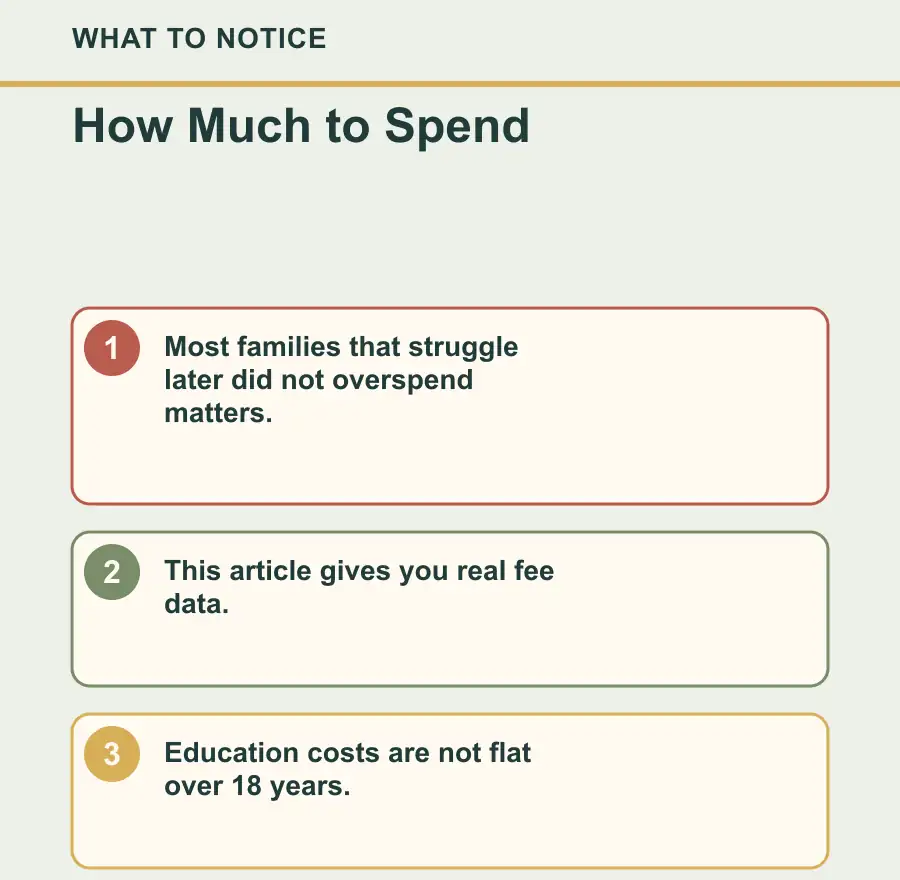 WHAT TO NOTICE
How Much to Spend
1
Most families that struggle
later did not overspend
matters.
2
This article gives you real fee
data.
3
Education costs are not flat
over 18 years.